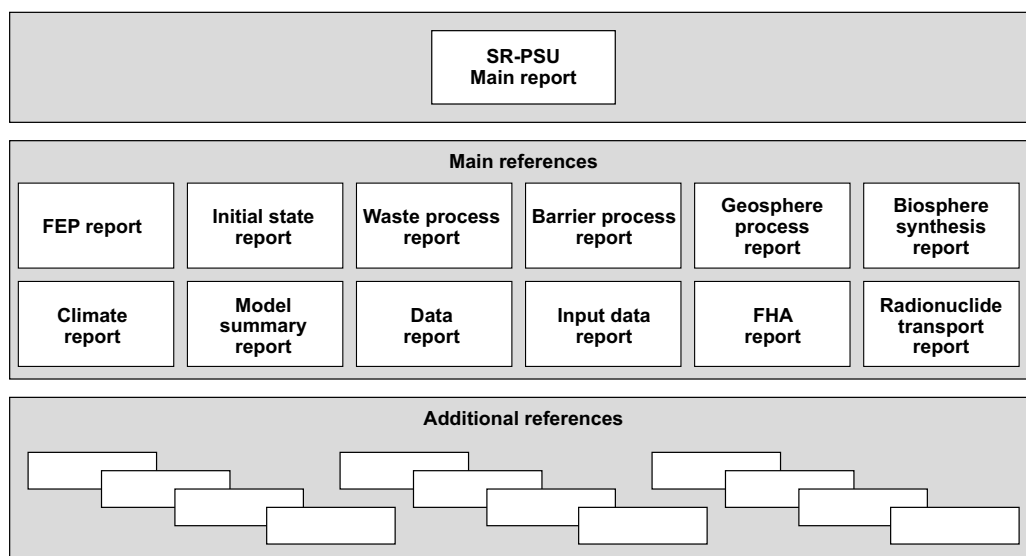 SR-PSU
Main report
Main references
FEP report
Initial state
report
Waste process
report
Barrier process
report
Geosphere
process
report
Biosphere
synthesis
report
Climate
report
Model
summary
report
Data
report
Input data
report
FHA
report
Radionuclide
transport
report
Additional references